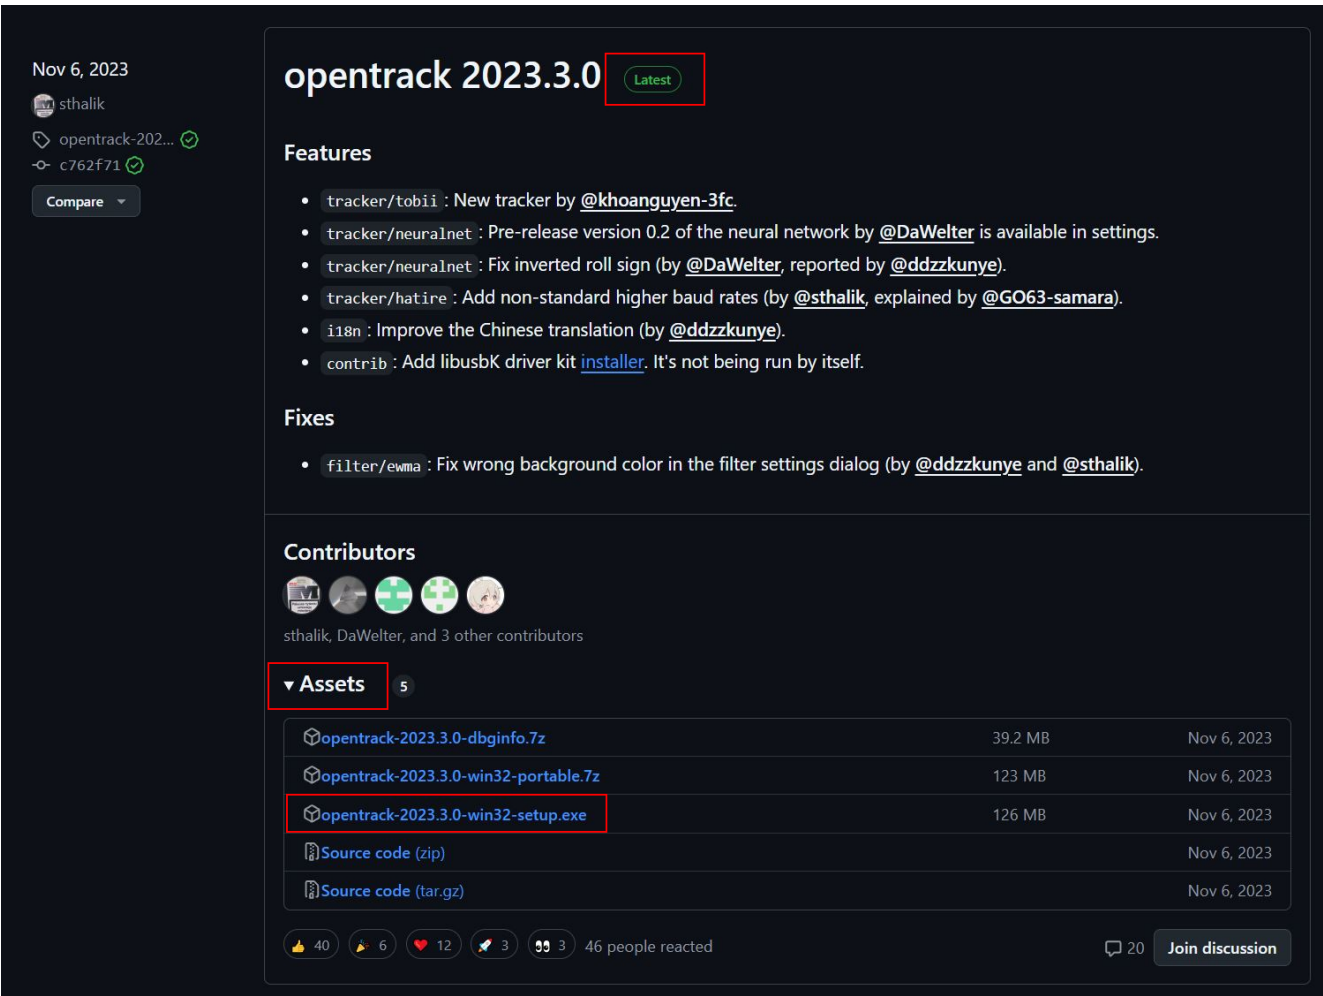 Nov 6, 2023
sthalik
opentrack-202...
c762f71
Compare
opentrack 2023.3.0 Latest
Features
tracker/tobii: New tracker by @khoanguyen-3fc.
tracker/neuralnet: Pre-release version 0.2 of the neural network by @DaWelter is available in settings.
tracker/neuralnet: Fix inverted roll sign (by @DaWelter, reported by @ddzzkunye).
tracker/hatire: Add non-standard higher baud rates (by @sthalik, explained by @GO63-samara).
i18n: Improve the Chinese translation (by @ddzzkunye).
contrib: Add libusbK driver kit installer. It's not being run by itself.
Fixes
filter/ewma: Fix wrong background color in the filter settings dialog (by @ddzzkunye and @sthalik).
Contributors
sthalik, DaWelter, and 3 other contributors
Assets 5
opentrack-2023.3.0-dbginfo.7z 39.2 MB Nov 6, 2023
opentrack-2023.3.0-win32-portable.7z 123 MB Nov 6, 2023
opentrack-2023.3.0-win32-setup.exe 126 MB Nov 6, 2023
Source code (zip) Nov 6, 2023
Source code (tar.gz) Nov 6, 2023
👍 40 🎉 6 ❤️ 12 🚀 3 👀 3 46 people reacted
20 Join discussion